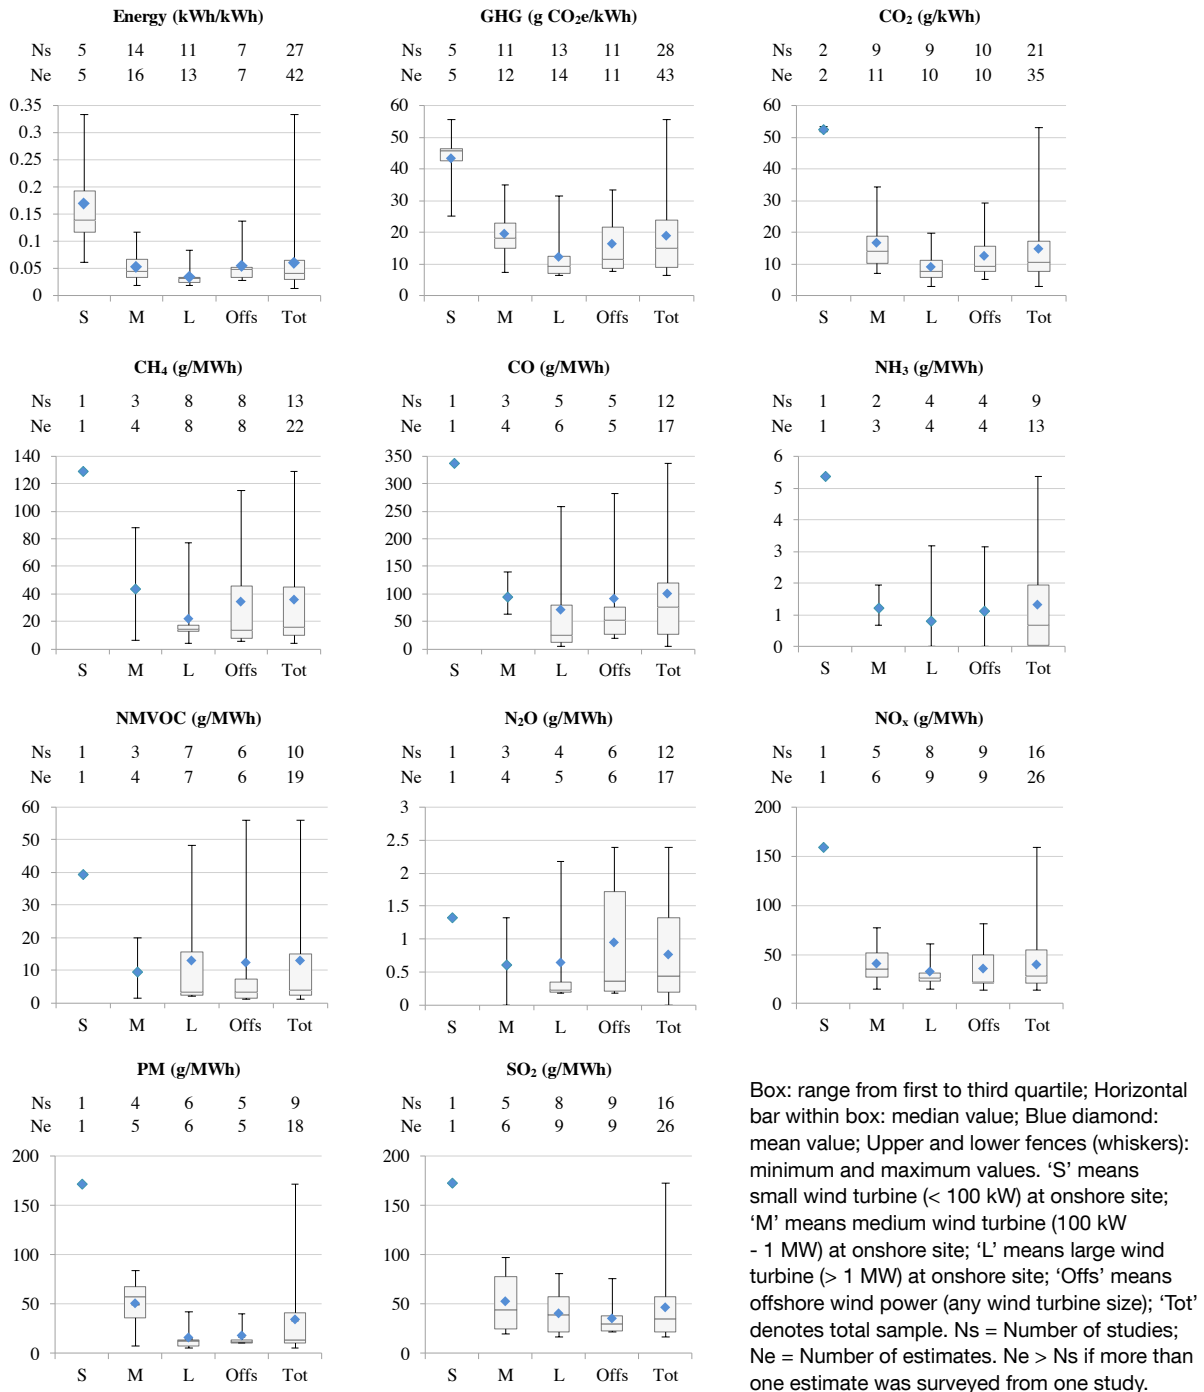 Energy (kWh/kWh)
Ns 5 14 11 7 27
Ne 5 16 13 7 42
0.35
0.3
0.25
0.2
0.15
0.1
0.05
0
S M L Offs Tot
GHG (g CO₂e/kWh)
Ns 5 11 13 11 28
Ne 5 12 14 11 43
60
50
40
30
20
10
0
S M L Offs Tot
CO₂ (g/kWh)
Ns 2 9 9 10 21
Ne 2 11 10 10 35
60
50
40
30
20
10
0
S M L Offs Tot
CH₄ (g/MWh)
Ns 1 3 8 8 13
Ne 1 4 8 8 22
140
120
100
80
60
40
20
0
S M L Offs Tot
CO (g/MWh)
Ns 1 3 5 5 12
Ne 1 4 6 5 17
350
300
250
200
150
100
50
0
S M L Offs Tot
NH₃ (g/MWh)
Ns 1 2 4 4 9
Ne 1 3 4 4 13
6
5
4
3
2
1
0
S M L Offs Tot
NMVOC (g/MWh)
Ns 1 3 7 6 10
Ne 1 4 7 6 19
60
50
40
30
20
10
0
S M L Offs Tot
N₂O (g/MWh)
Ns 1 3 4 6 12
Ne 1 4 5 6 17
3
2.5
2
1.5
1
0.5
0
S M L Offs Tot
NOₓ (g/MWh)
Ns 1 5 8 9 16
Ne 1 6 9 9 26
200
150
100
50
0
S M L Offs Tot
PM (g/MWh)
Ns 1 4 6 5 9
Ne 1 5 6 5 18
200
150
100
50
0
S M L Offs Tot
SO₂ (g/MWh)
Ns 1 5 8 9 16
Ne 1 6 9 9 26
200
150
100
50
0
S M L Offs Tot
Box: range from first to third quartile; Horizontal
bar within box: median value; Blue diamond:
mean value; Upper and lower fences (whiskers):
minimum and maximum values. ‘S’ means
small wind turbine (< 100 kW) at onshore site;
‘M’ means medium wind turbine (100 kW
- 1 MW) at onshore site; ‘L’ means large wind
turbine (> 1 MW) at onshore site; ‘Offs’ means
offshore wind power (any wind turbine size); ‘Tot’
denotes total sample. Ns = Number of studies;
Ne = Number of estimates. Ne > Ns if more than
one estimate was surveyed from one study.